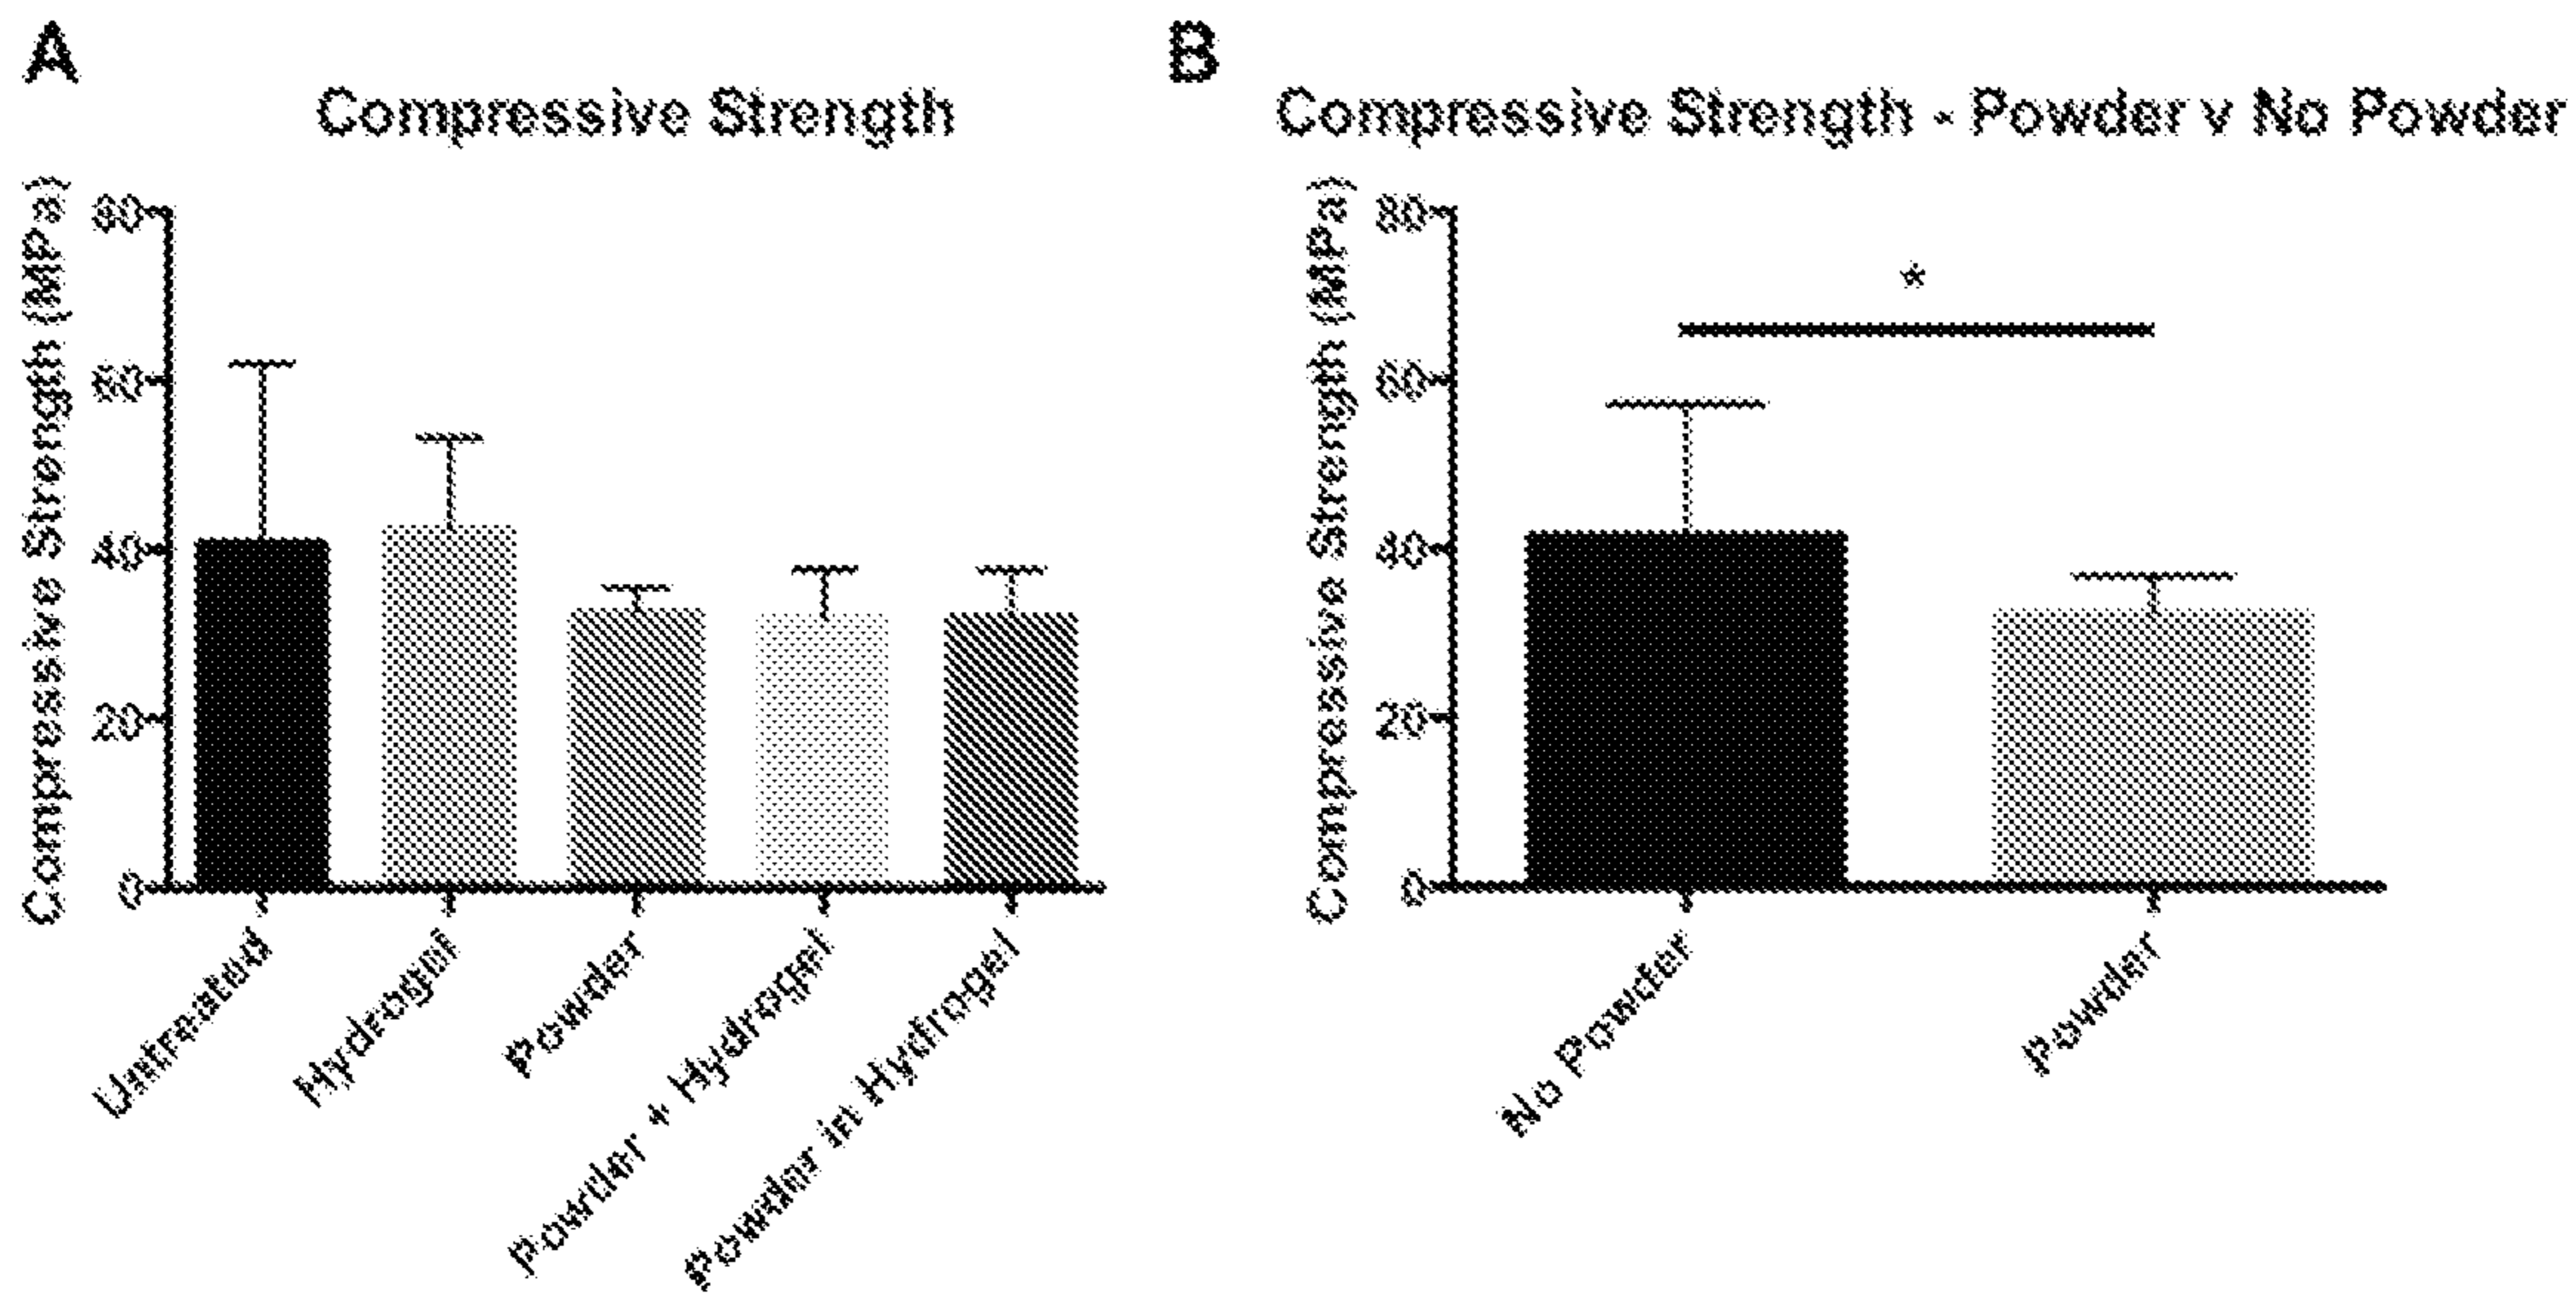 A
Compressive Strength
Compressive Strength (MPa)
80
60
40
20
0
Untreated
Hydrogel
Powder
Powder + Hydrogel
Powder in Hydrogel
B
Compressive Strength - Powder v No Powder
Compressive Strength (MPa)
80
60
40
20
0
*
No Powder
Powder